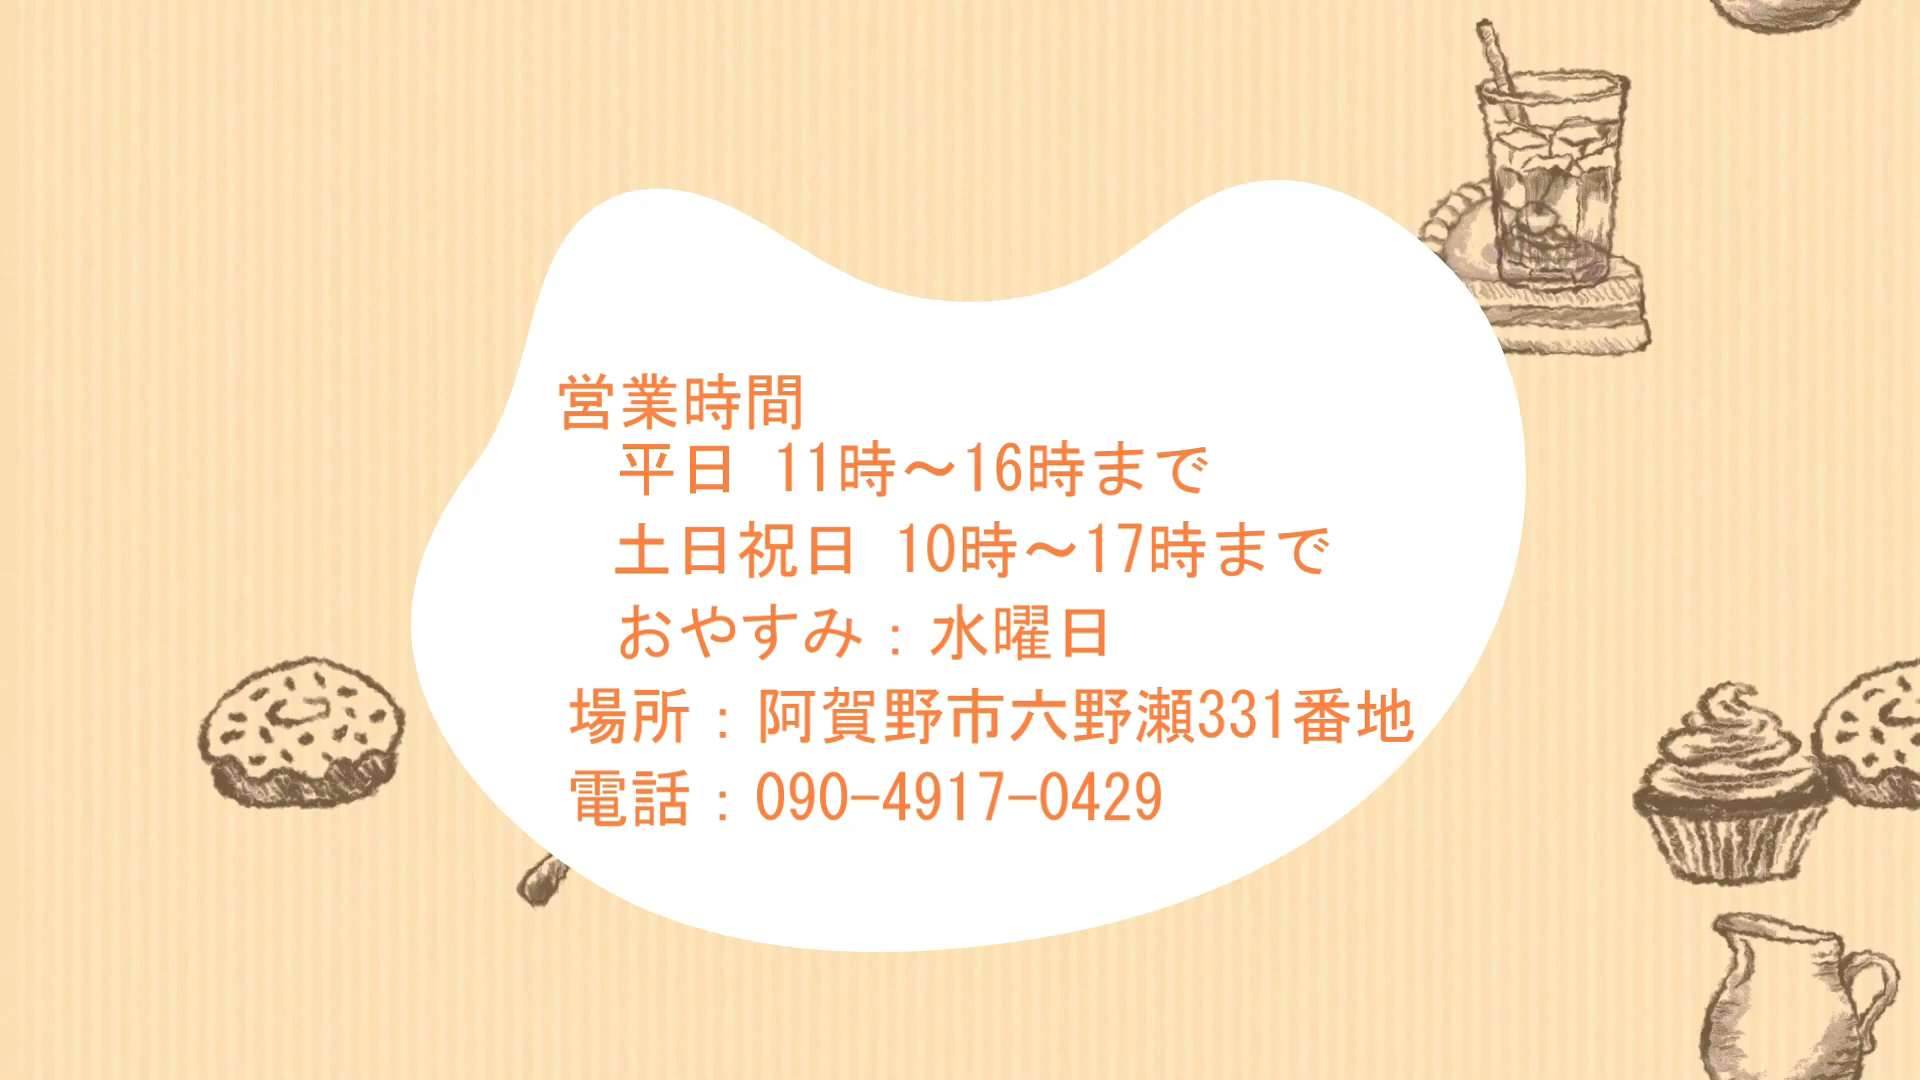 営業時間
平日 11時～16時まで
土日祝日 10時～17時まで
おやすみ：水曜日
場所：阿賀野市六野瀬331番地
電話：090-4917-0429